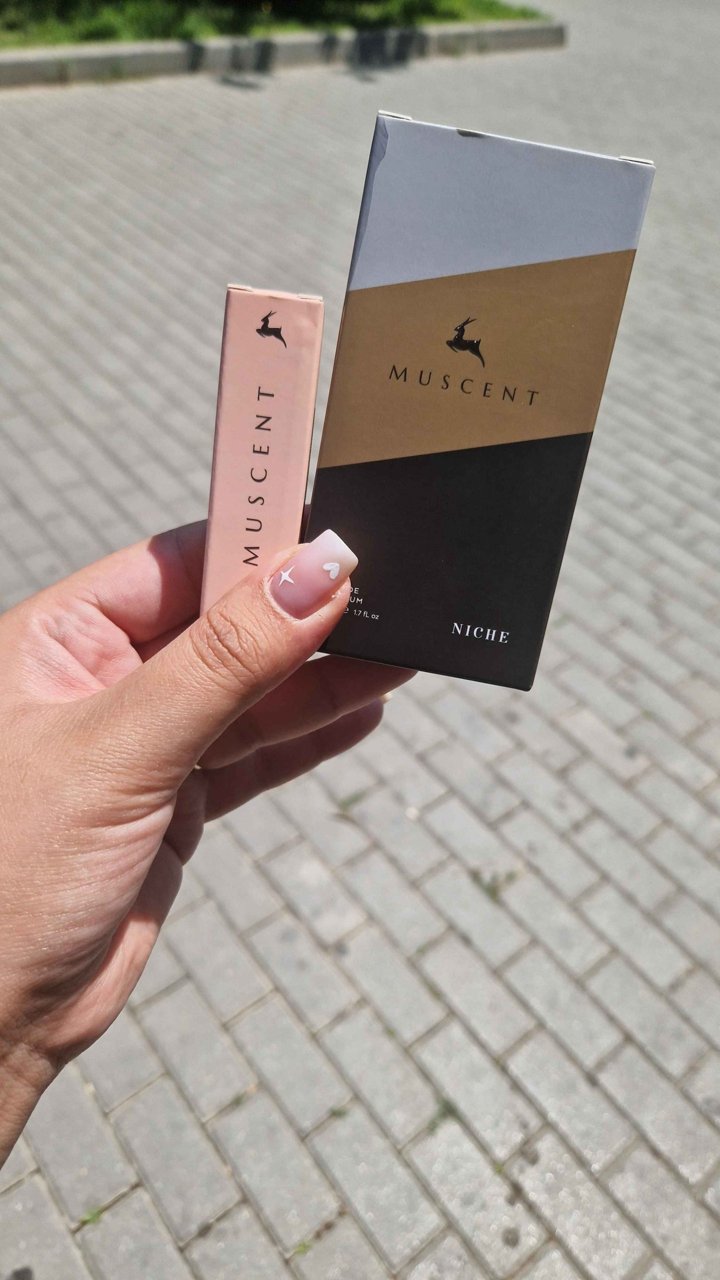 MUSCENT
MUSCENT
1.7 fl oz
NICHE